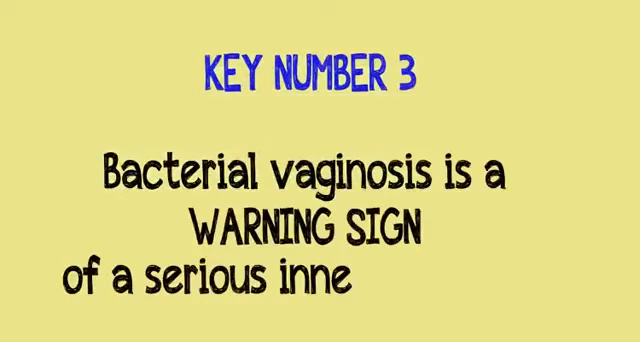 KEY NUMBER 3
Bacterial vaginosis is a
WARNING SIGN
of a serious inne